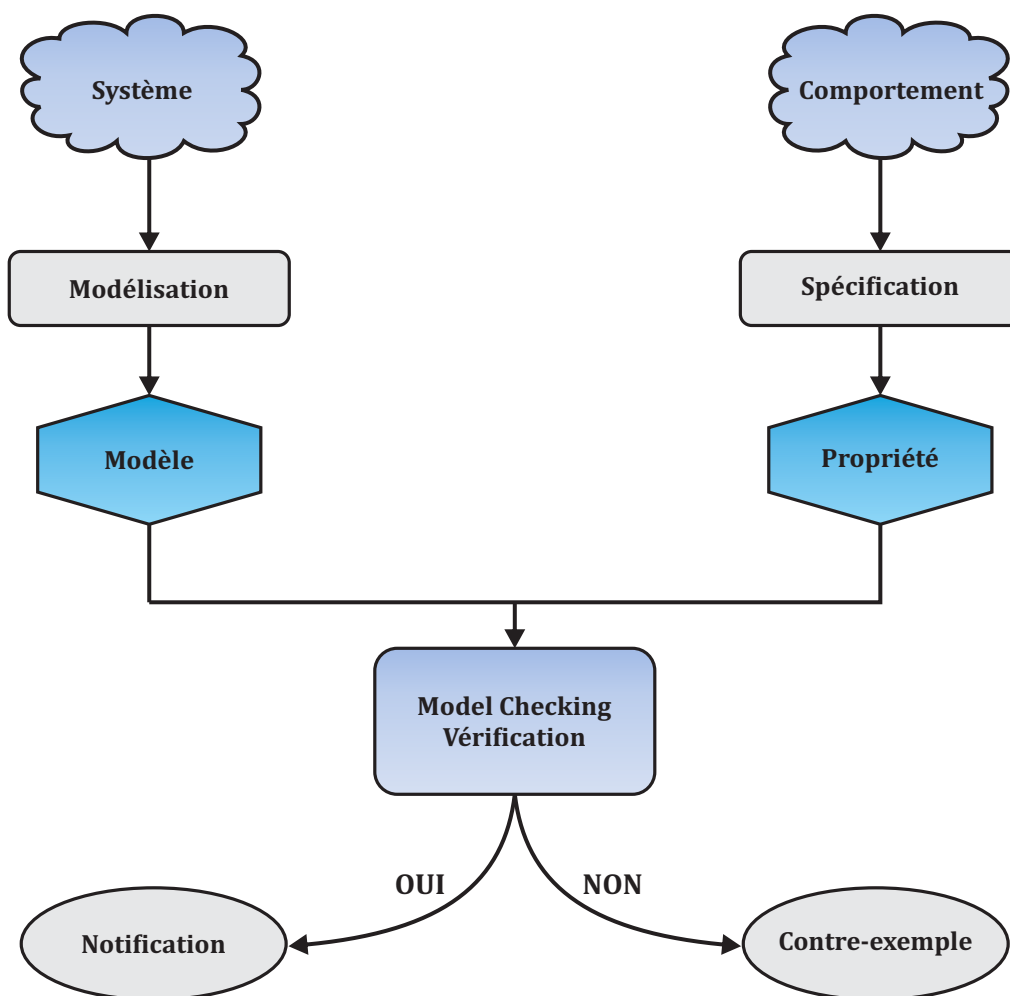 Système
Comportement
Modélisation
Spécification
Modèle
Propriété
Model Checking
Vérification
OUI
NON
Notification
Contre-exemple